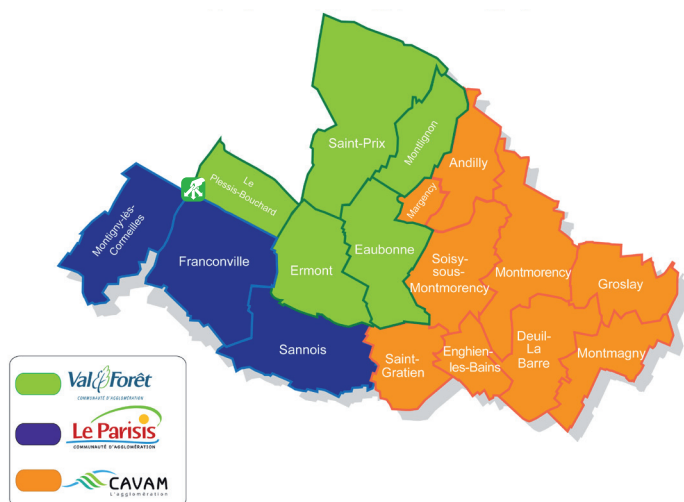 Saint-Prix
Montlignon
Andilly
Margency
Le
Plessis-Bouchard
Montigny-lès-
Cormeilles
Franconville
Ermont
Eaubonne
Soisy-
sous-
Montmorency
Montmorency
Groslay
Sannois
Saint-
Gratien
Enghien-
les-Bains
Deuil-
La
Barre
Montmagny
Val & Forêt
COMMUNAUTÉ D'AGGLOMÉRATION
Le Parisis
COMMUNAUTÉ D'AGGLOMÉRATION
CAVAM
L'agglomération